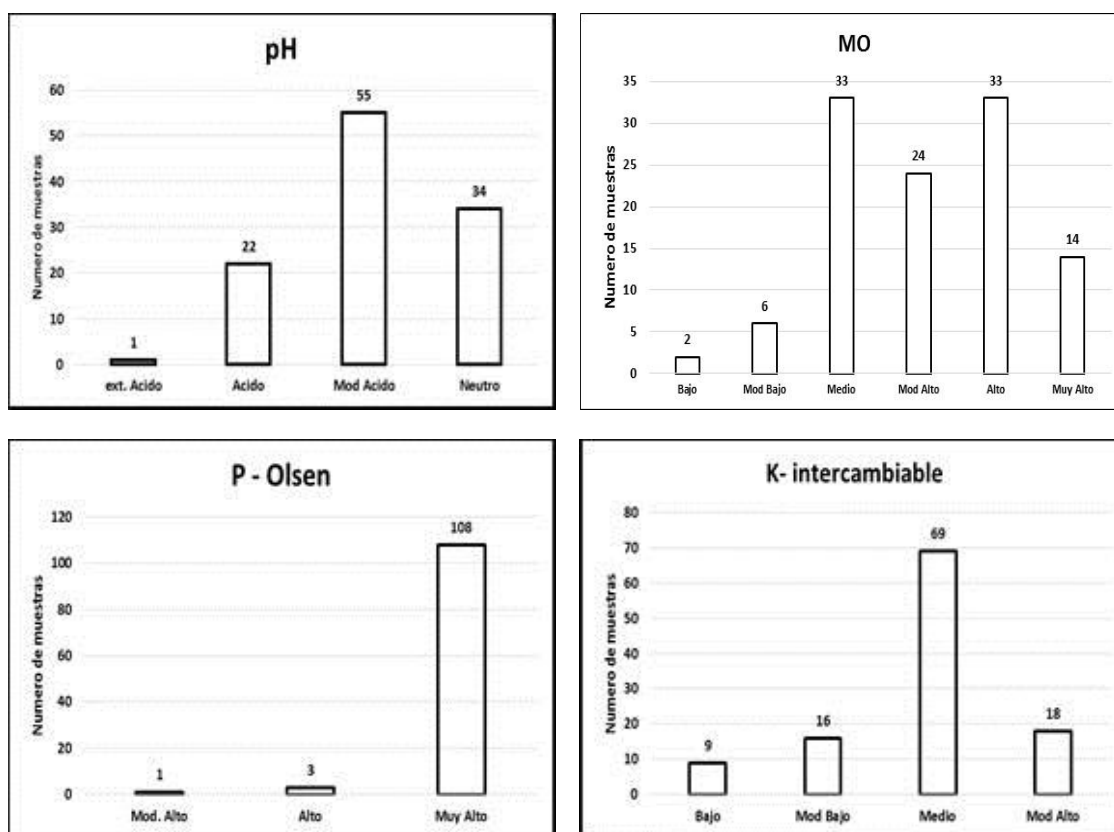 pH
Numero de muestras
60
50
40
30
20
10
0
1
22
55
34
ext. Acido
Acido
Mod Acido
Neutro
MO
Numero de muestras
35
30
25
20
15
10
5
0
2
6
33
24
33
14
Bajo
Mod Bajo
Medio
Mod Alto
Alto
Muy Alto
P - Olsen
Numero de muestras
120
100
80
60
40
20
0
1
3
108
Mod. Alto
Alto
Muy Alto
K- intercambiable
Numero de muestras
80
70
60
50
40
30
20
10
0
9
16
69
18
Bajo
Mod Bajo
Medio
Mod Alto